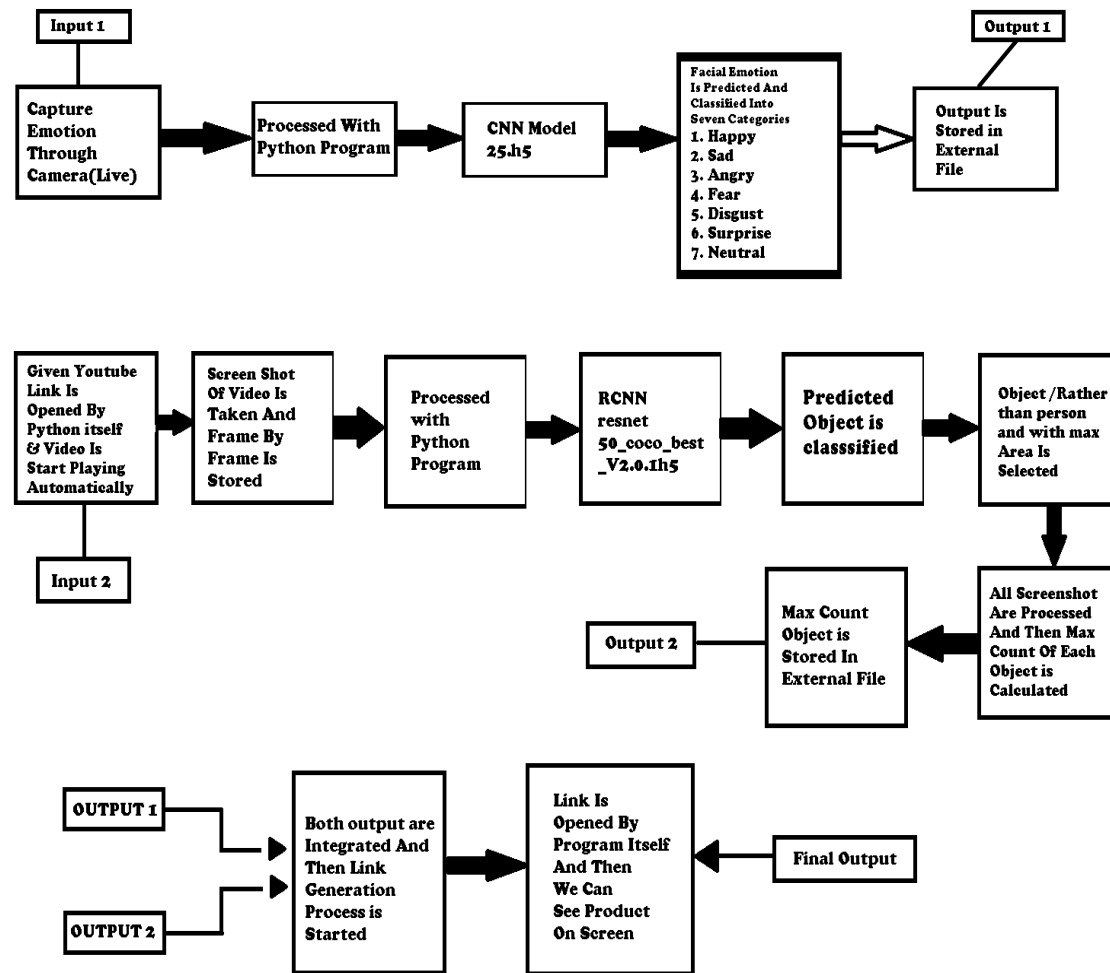 Input 1
Output 1
Capture
Emotion
Through
Camera(Live)
Processed With
Python Program
CNN Model
25.h5
Facial Emotion
Is Predicted And
Classified Into
Seven Categories
1. Happy
2. Sad
3. Angry
4. Fear
5. Disgust
6. Surprise
7. Neutral
Output Is
Stored in
External
File
Given Youtube
Link Is
Opened By
Python itself
& Video Is
Start Playing
Automatically
Input 2
Screen Shot
Of Video Is
Taken And
Frame By
Frame Is
Stored
Processed
with
Python
Program
RCNN
resnet
50_coco_best
_V2.0.1h5
Predicted
Object is
classsified
Object /Rather
than person
and with max
Area Is
Selected
All Screenshot
Are Processed
And Then Max
Count Of Each
Object is
Calculated
Max Count
Object is
Stored In
External File
Output 2
OUTPUT 1
OUTPUT 2
Both output are
Integrated And
Then Link
Generation
Process is
Started
Link Is
Opened By
Program Itself
And Then
We Can
See Product
On Screen
Final Output